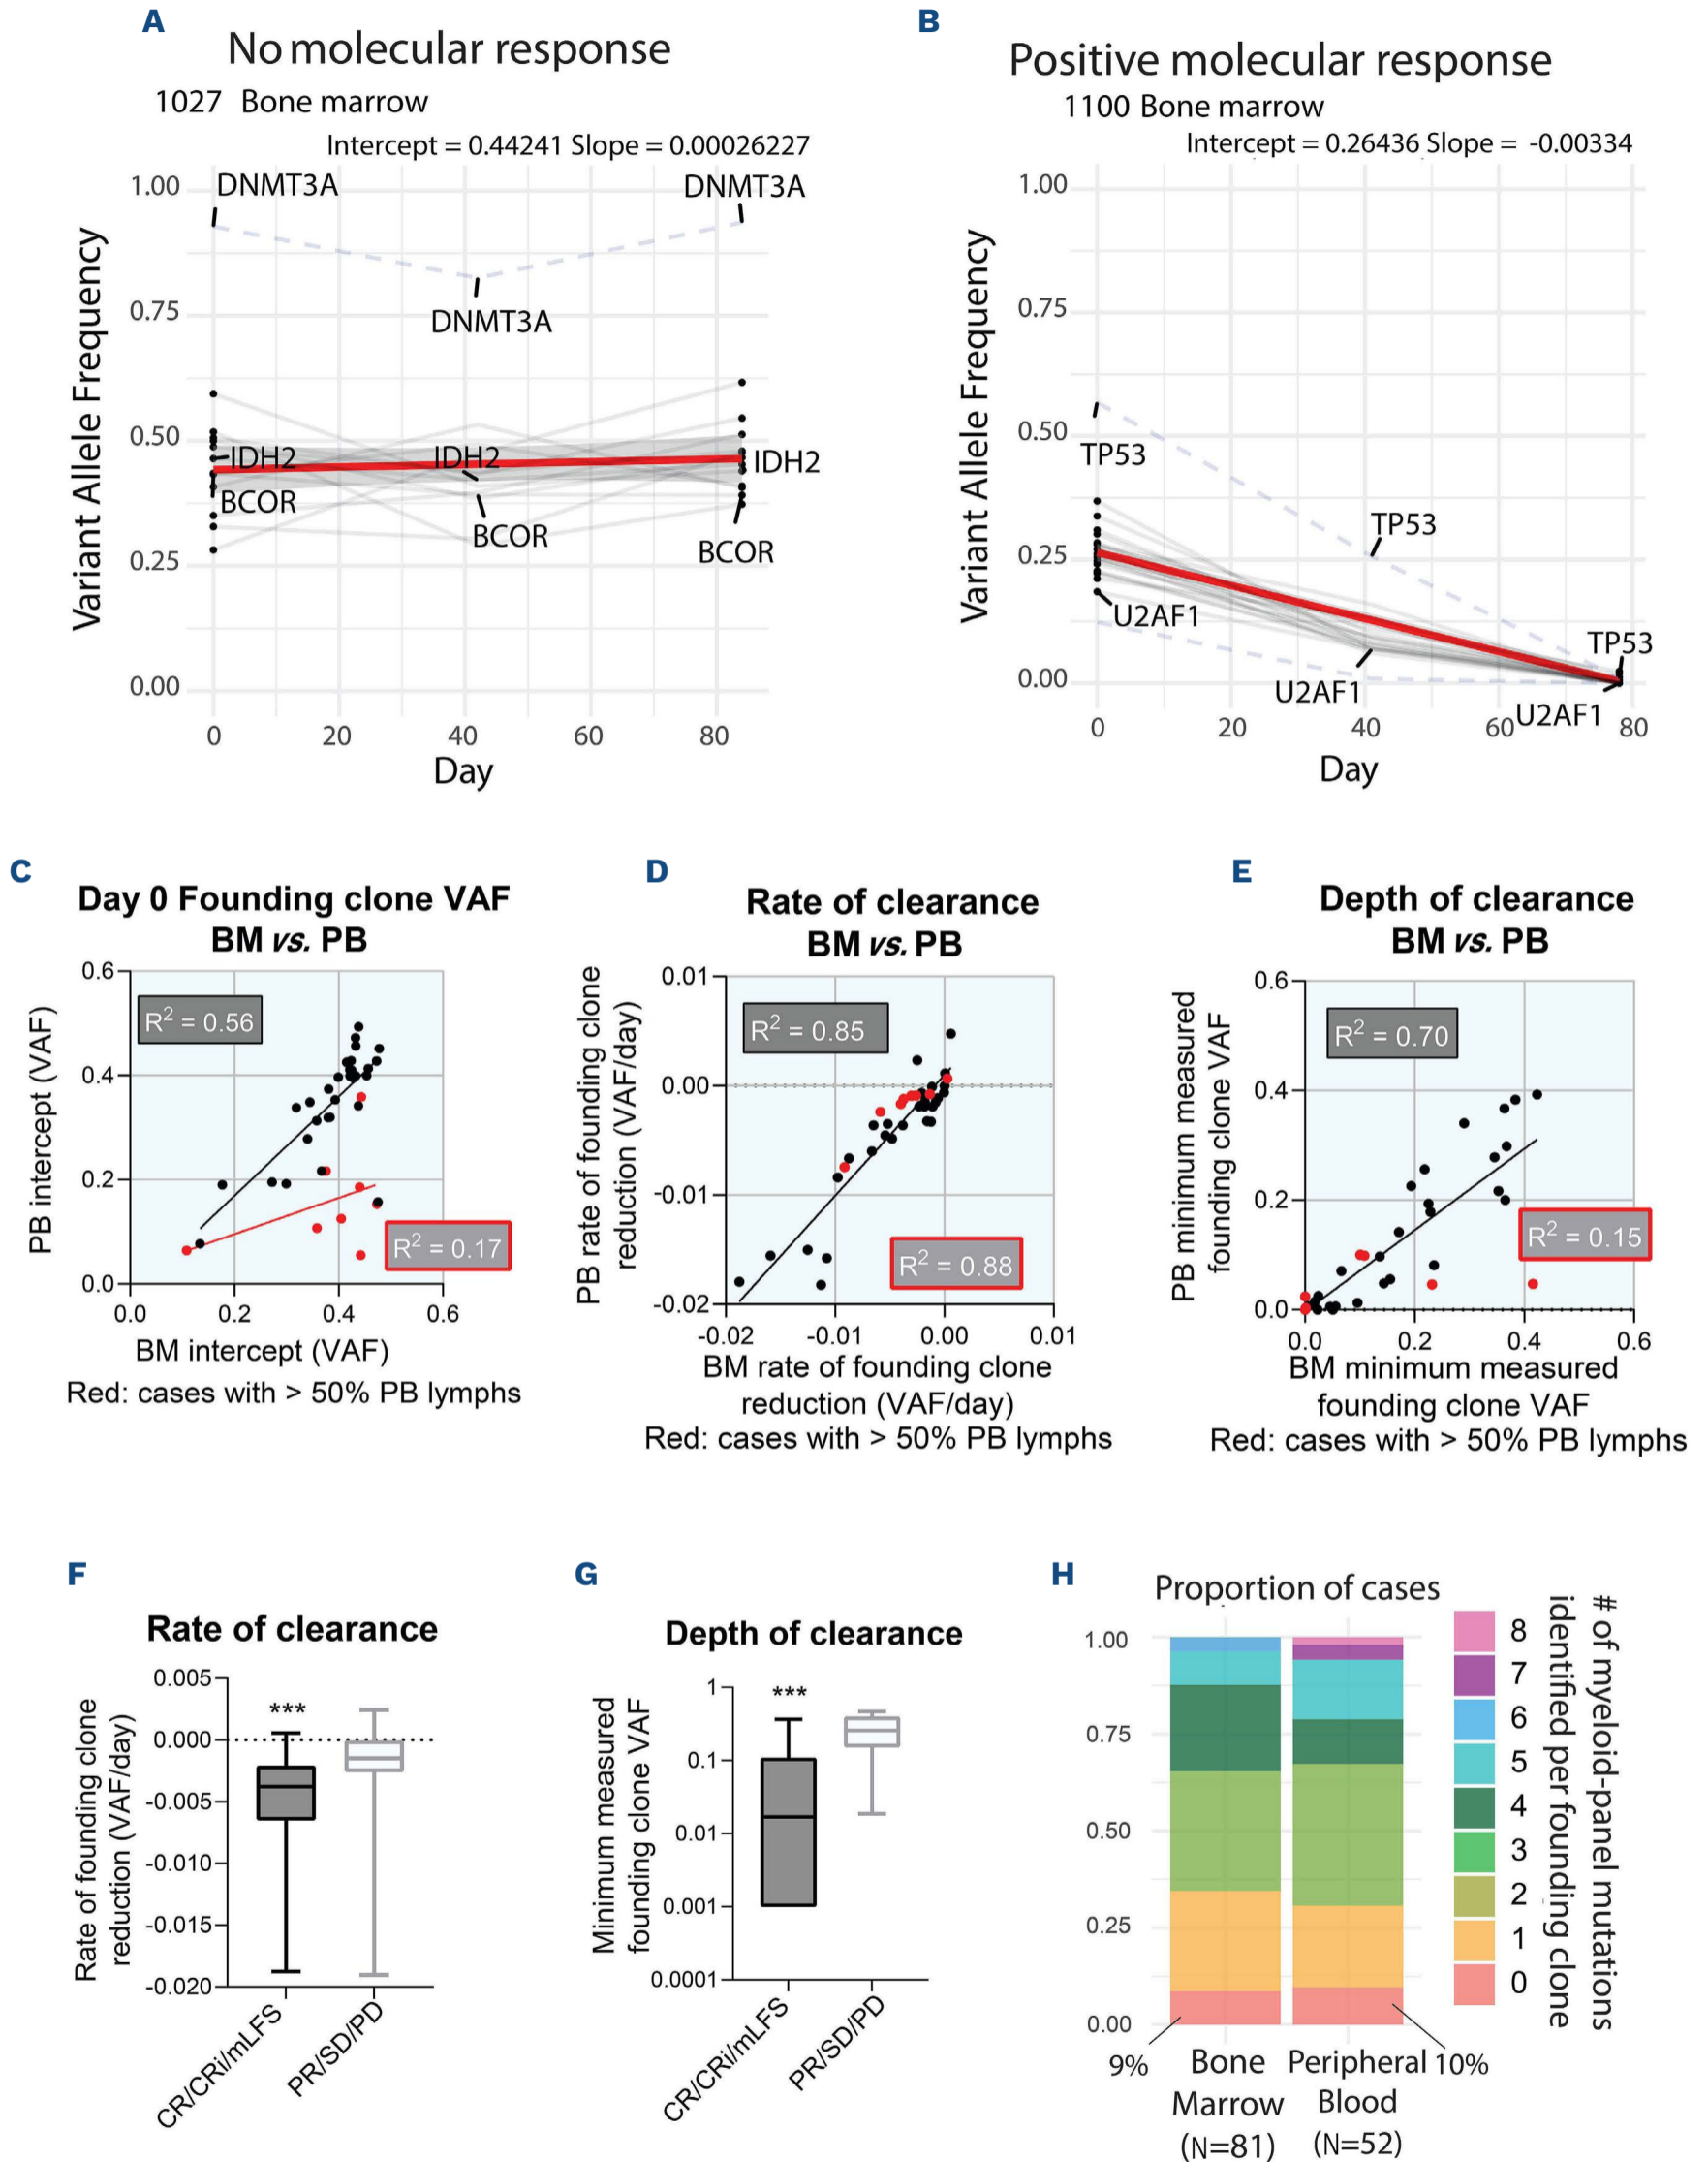 A
No molecular response
1027 Bone marrow
Intercept = 0.44241 Slope = 0.00026227
Variant Allele Frequency
1.00
0.75
0.50
0.25
0.00
DNMT3A
DNMT3A
DNMT3A
IDH2
IDH2
IDH2
BCOR
BCOR
BCOR
0 20 40 60 80
Day
B
Positive molecular response
1100 Bone marrow
Intercept = 0.26436 Slope = -0.00334
Variant Allele Frequency
1.00
0.75
0.50
0.25
0.00
TP53
TP53
TP53
U2AF1
U2AF1
U2AF1
0 20 40 60 80
Day
C
Day 0 Founding clone VAF
BM vs. PB
PB intercept (VAF)
0.6
0.4
0.2
0.0
R² = 0.56
R² = 0.17
0.0 0.2 0.4 0.6
BM intercept (VAF)
Red: cases with > 50% PB lymphs
D
Rate of clearance
BM vs. PB
PB rate of founding clone
reduction (VAF/day)
0.01
0.00
-0.01
-0.02
R² = 0.85
R² = 0.88
-0.02 -0.01 0.00 0.01
BM rate of founding clone
reduction (VAF/day)
Red: cases with > 50% PB lymphs
E
Depth of clearance
BM vs. PB
PB minimum measured
founding clone VAF
0.6
0.4
0.2
0.0
R² = 0.70
R² = 0.15
0.0 0.2 0.4 0.6
BM minimum measured
founding clone VAF
Red: cases with > 50% PB lymphs
F
Rate of clearance
Rate of founding clone
reduction (VAF/day)
0.005
0.000
-0.005
-0.010
-0.015
-0.020
***
CR/CRi/mLFS
PR/SD/PD
G
Depth of clearance
Minimum measured
founding clone VAF
1
0.1
0.01
0.001
0.0001
***
CR/CRi/mLFS
PR/SD/PD
H
Proportion of cases
1.00
0.75
0.50
0.25
0.00
9%
10%
Bone
Marrow
(N=81)
Peripheral
Blood
(N=52)
8
7
6
5
4
3
2
1
0
# of myeloid-panel mutations
identified per founding clone